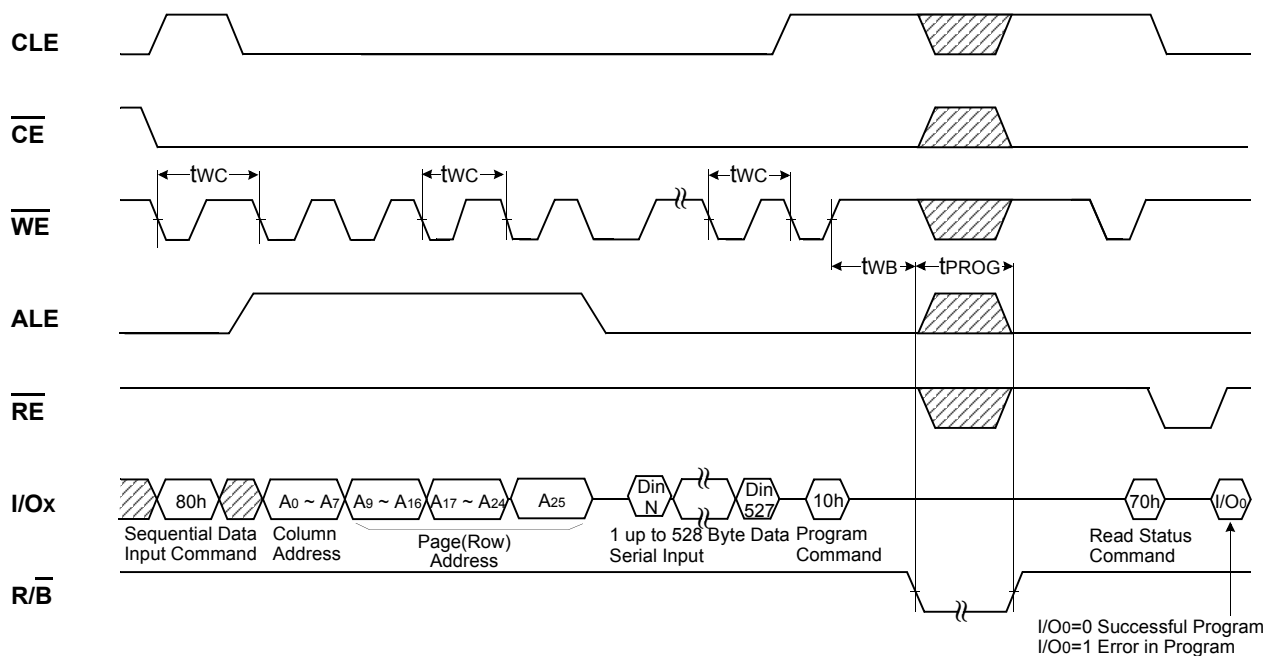 CLE
CE
tWC tWC tWC
WE
tWB tPROG
ALE
RE
I/Ox
80h A0 ~ A7 A9 ~ A16 A17 ~ A24 A25 Din N Din 527 10h 70h I/O0
Sequential Data Input Command
Column Address
Page(Row) Address
1 up to 528 Byte Data Serial Input
Program Command
Read Status Command
R/B
I/O0=0 Successful Program
I/O0=1 Error in Program